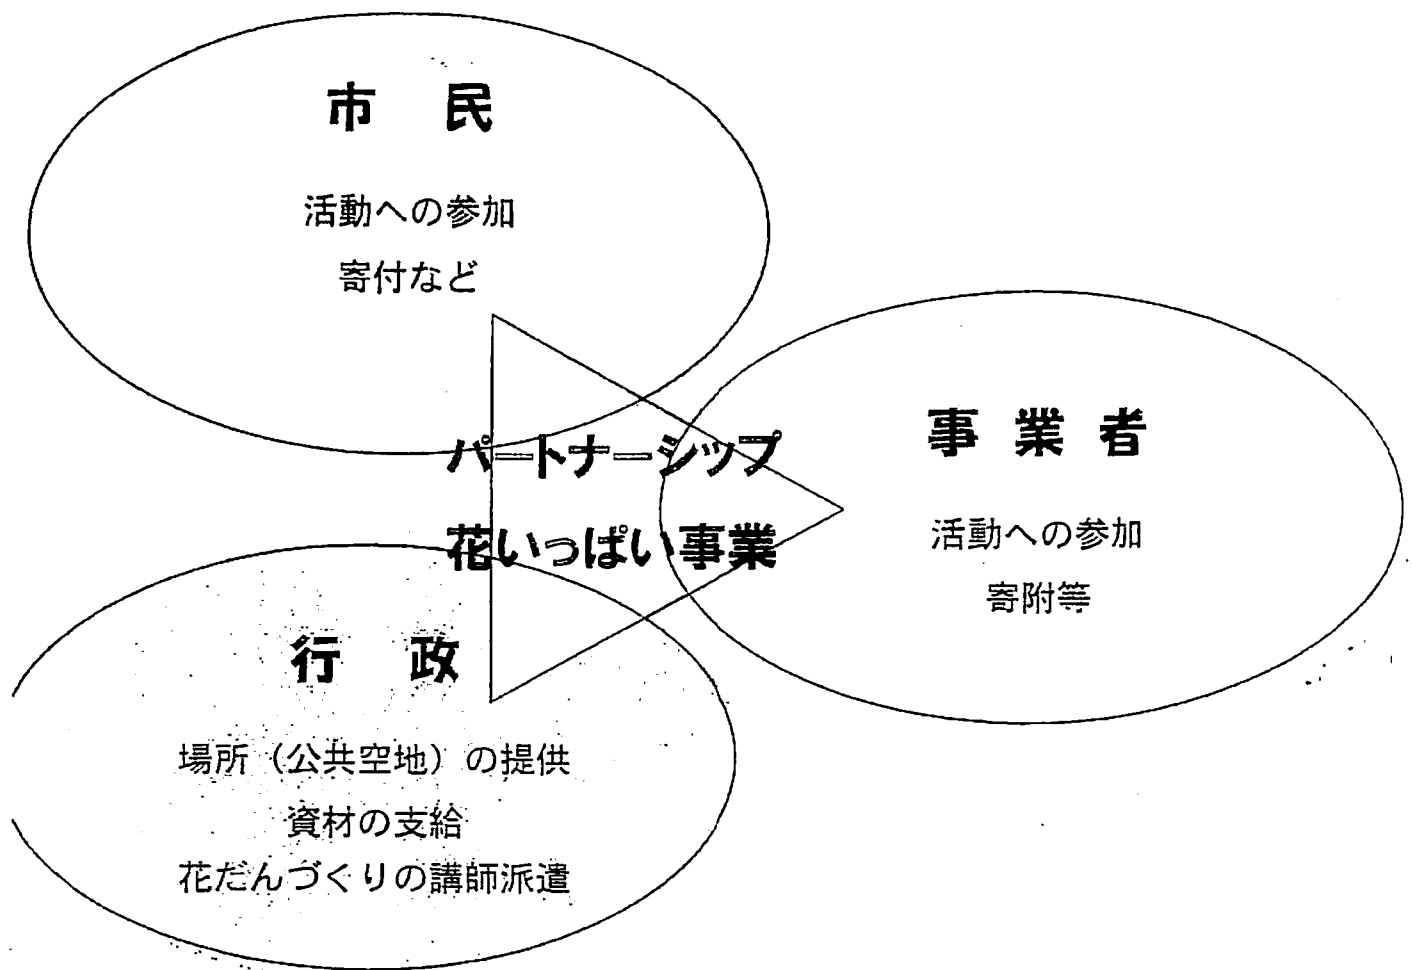 市 民
活動への参加
寄付など
パートナーシップ
花いっぱい事業
事 業 者
活動への参加
寄附等
行 政
場所（公共空地）の提供
資材の支給
花だんづくりの講師派遣